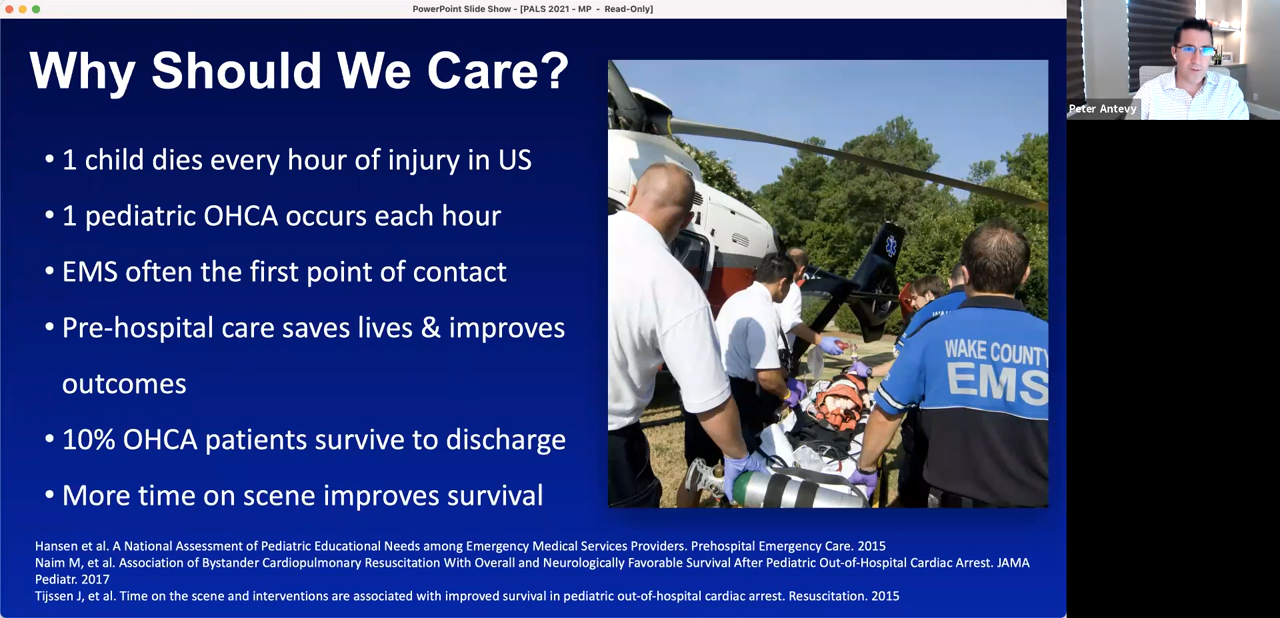 PowerPoint Slide Show - [PALS 2021 - MP - Read-Only]
Why Should We Care?
• 1 child dies every hour of injury in US
• 1 pediatric OHCA occurs each hour
• EMS often the first point of contact
• Pre-hospital care saves lives & improves
outcomes
• 10% OHCA patients survive to discharge
• More time on scene improves survival
WAKE COUNTY
EMS
Hansen et al. A National Assessment of Pediatric Educational Needs among Emergency Medical Services Providers. Prehospital Emergency Care. 2015
Naim M, et al. Association of Bystander Cardiopulmonary Resuscitation With Overall and Neurologically Favorable Survival After Pediatric Out-of-Hospital Cardiac Arrest. JAMA
Pediatr. 2017
Tijssen J, et al. Time on the scene and interventions are associated with improved survival in pediatric out-of-hospital cardiac arrest. Resuscitation. 2015
Peter Antevy